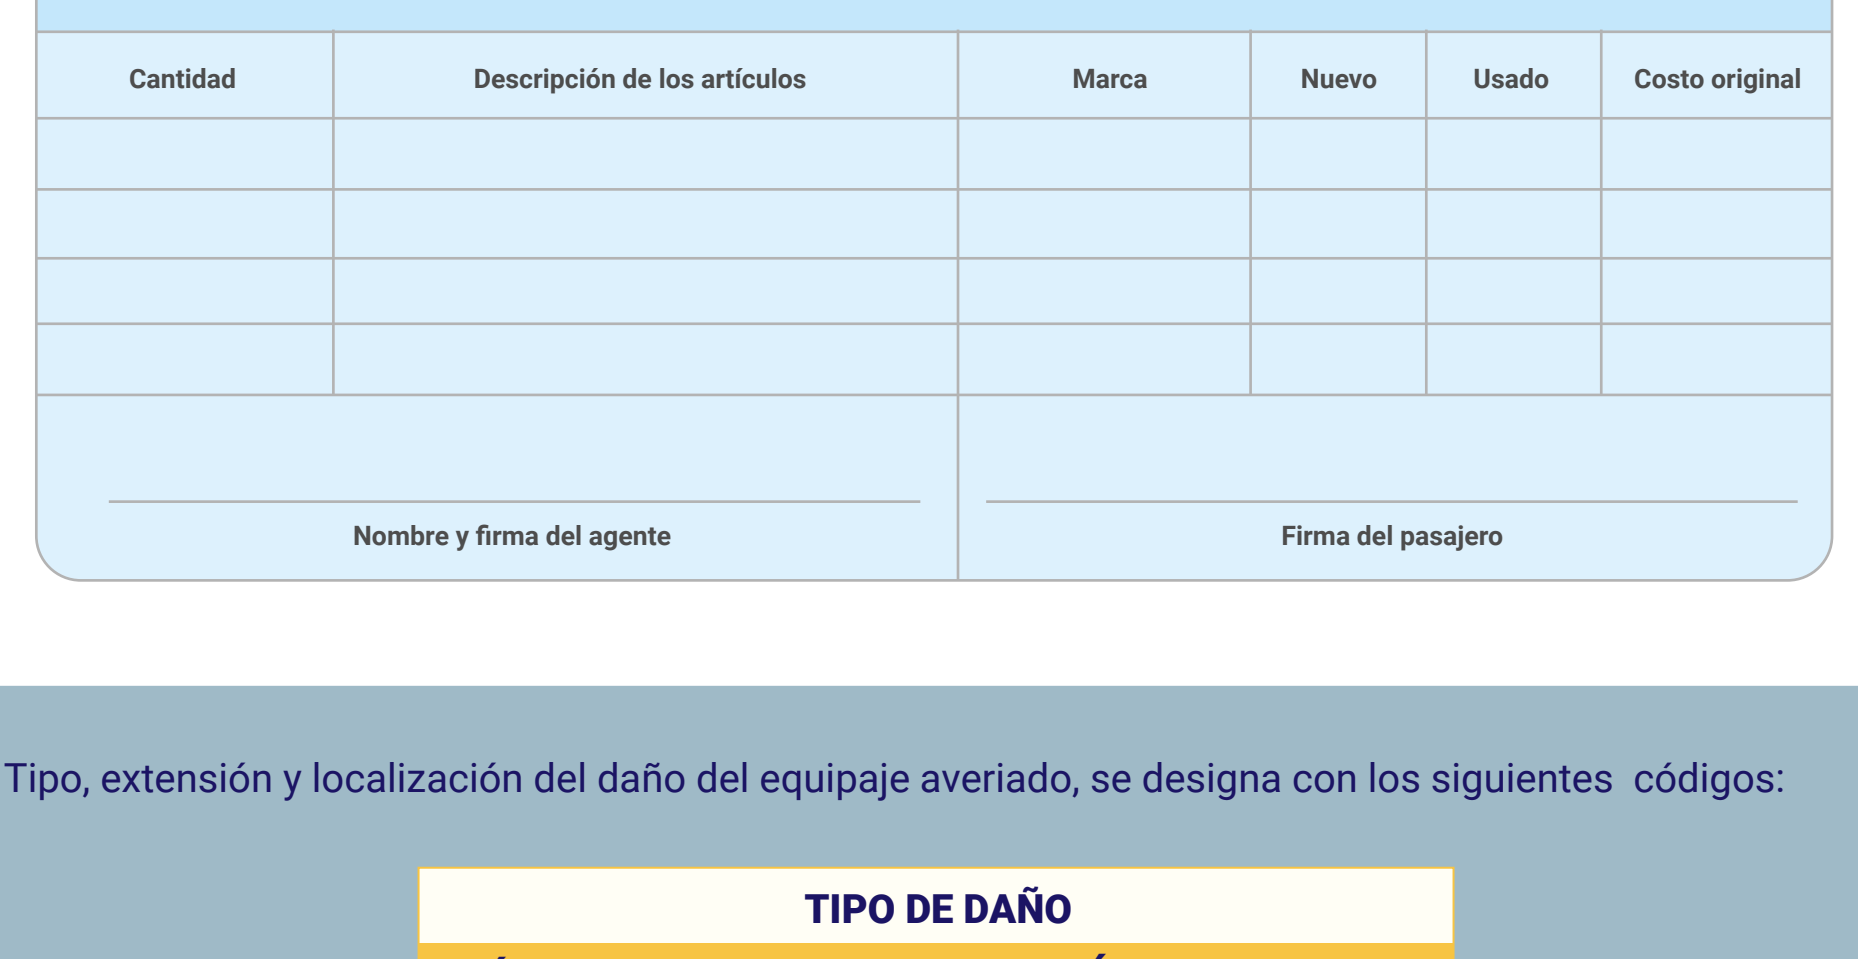 Cantidad Descripción de los artículos Marca Nuevo Usado Costo original
Nombre y firma del agente Firma del pasajero
Tipo, extensión y localización del daño del equipaje averiado, se designa con los siguientes  códigos:
TIPO DE DAÑO